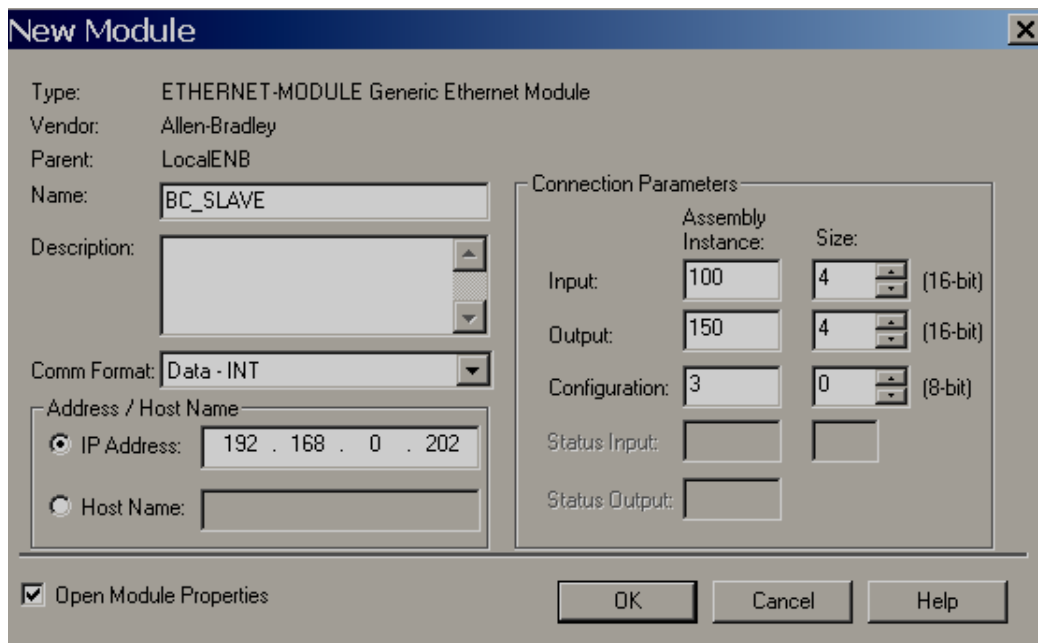 New Module
Type: ETHERNET-MODULE Generic Ethernet Module
Vendor: Allen-Bradley
Parent: LocalENB
Name: BC_SLAVE
Description:
Comm Format: Data - INT
Address / Host Name
IP Address: 192 . 168 . 0 . 202
Host Name:
Connection Parameters
Assembly
Instance: Size:
Input: 100 4 (16-bit)
Output: 150 4 (16-bit)
Configuration: 3 0 (8-bit)
Status Input:
Status Output:
Open Module Properties
OK Cancel Help